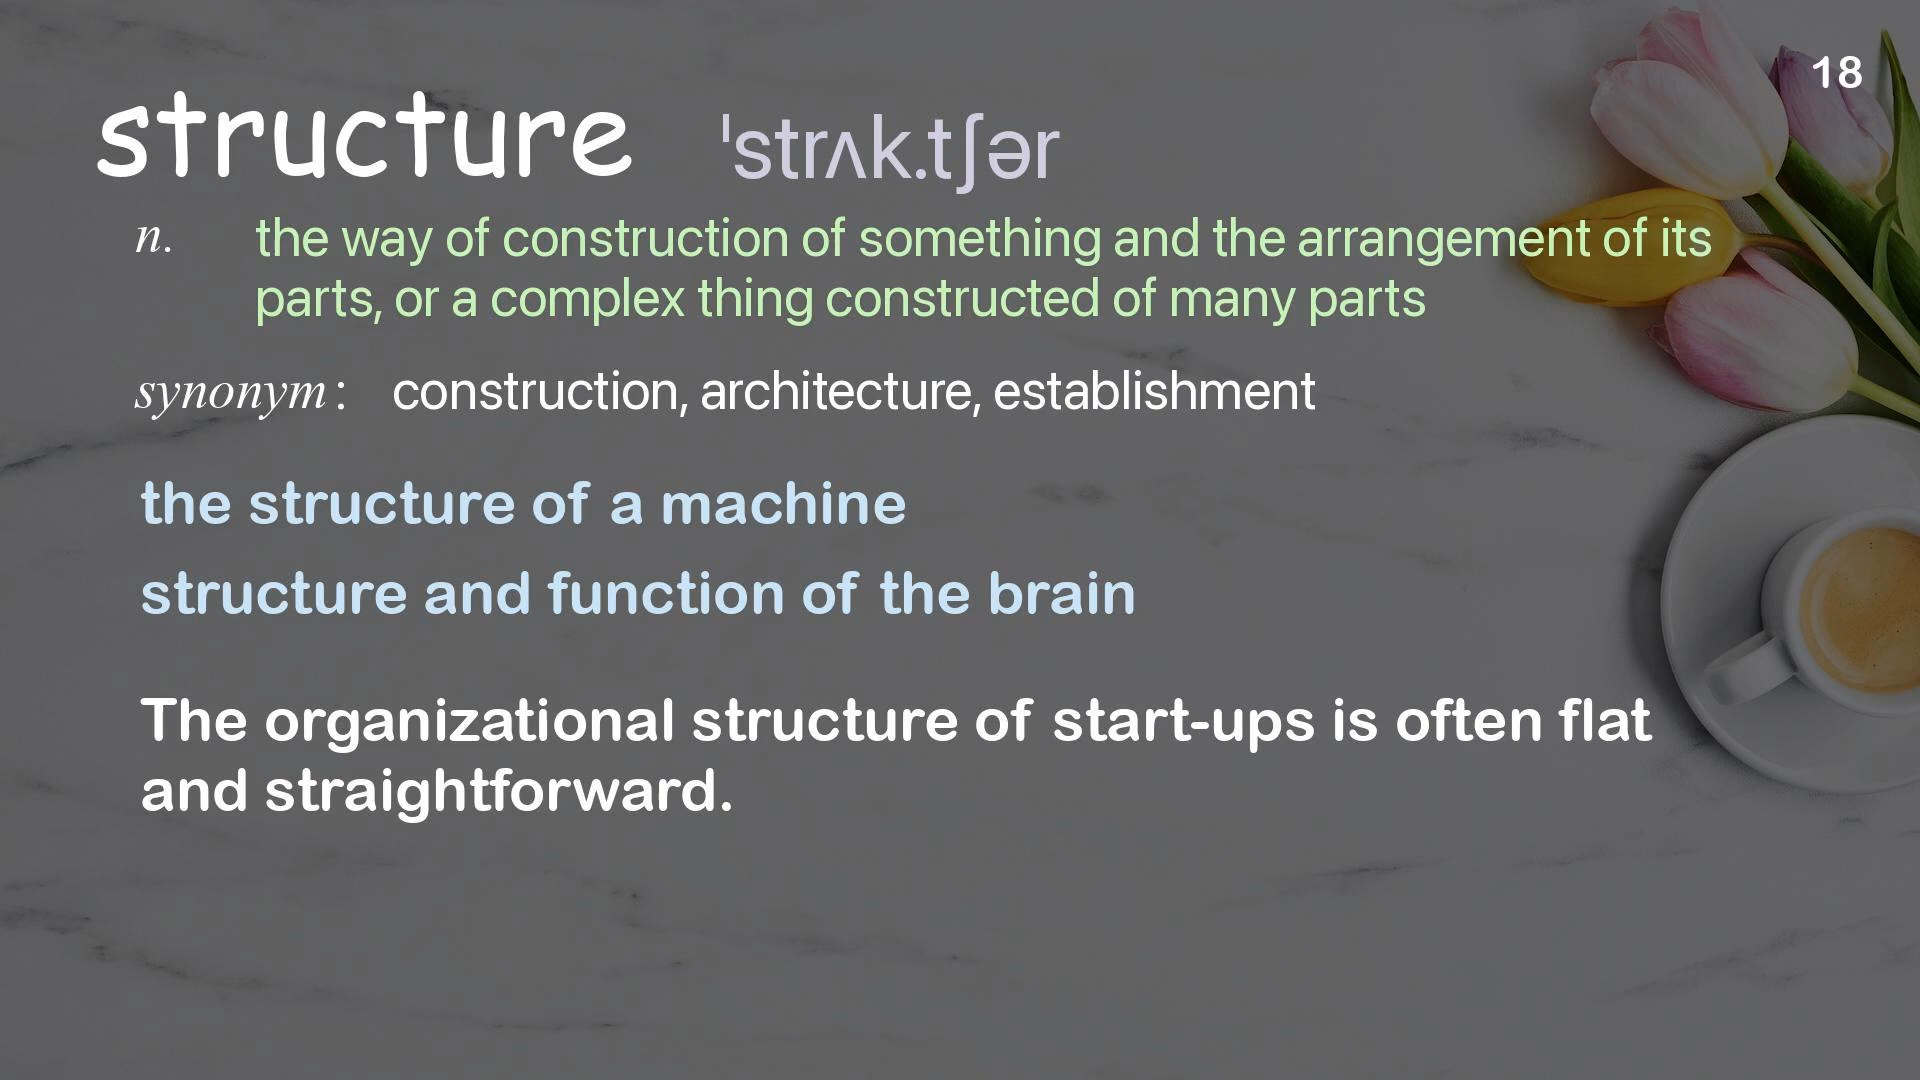 18
structure ˈstrʌk.tʃər
n. the way of construction of something and the arrangement of its
parts, or a complex thing constructed of many parts
synonym: construction, architecture, establishment
the structure of a machine
structure and function of the brain
The organizational structure of start-ups is often flat
and straightforward.